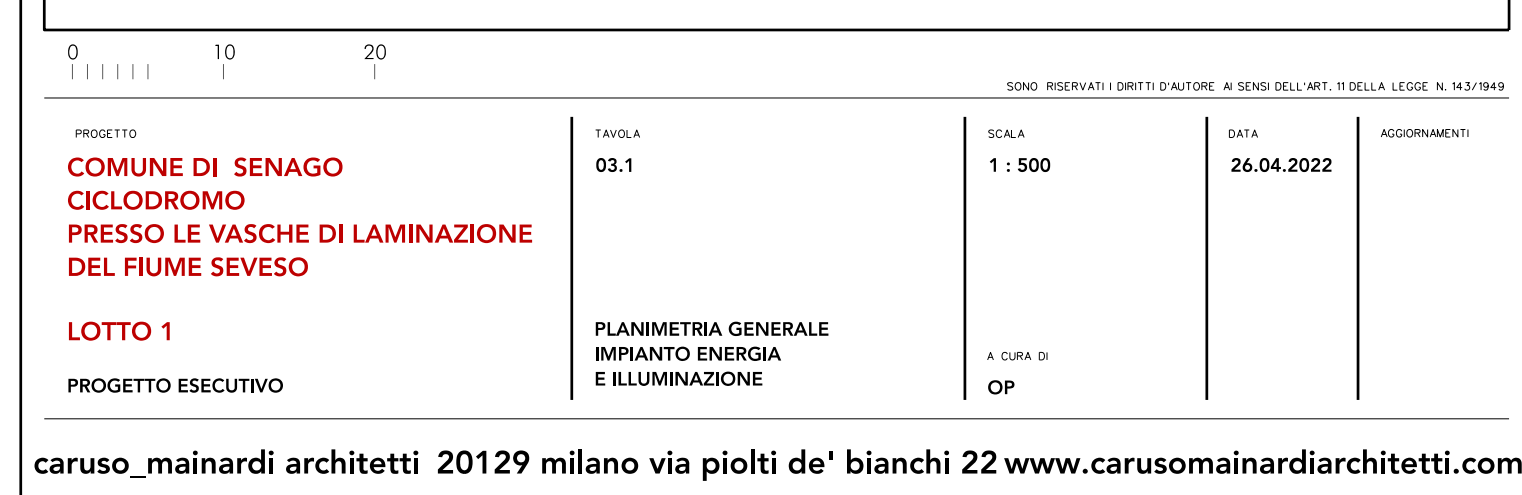 0 10 20
SONO RISERVATI I DIRITTI D'AUTORE AI SENSI DELL'ART. 11 DELLA LEGGE N. 143/1949
PROGETTO
COMUNE DI SENAGO
CICLODROMO
PRESSO LE VASCHE DI LAMINAZIONE
DEL FIUME SEVESO
LOTTO 1
PROGETTO ESECUTIVO
TAVOLA
03.1
PLANIMETRIA GENERALE
IMPIANTO ENERGIA
E ILLUMINAZIONE
SCALA
1 : 500
A CURA DI
OP
DATA
26.04.2022
AGGIORNAMENTI
caruso_mainardi architetti 20129 milano via piolti de' bianchi 22 www.carusomainardiarchitetti.com